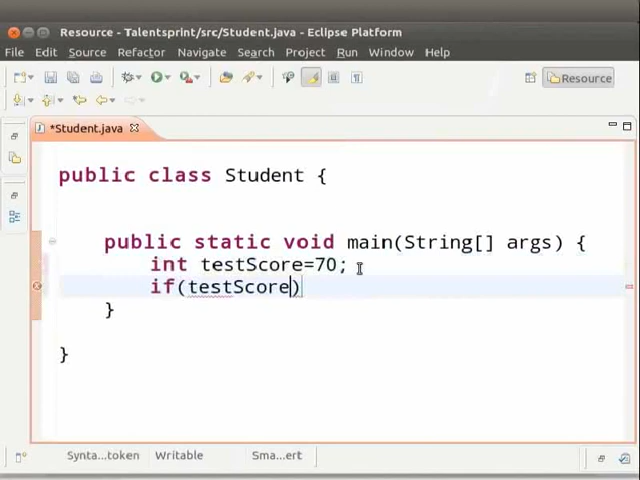 Resource - Talentsprint/src/Student.java - Eclipse Platform
File Edit Source Refactor Navigate Search Project Run Window Help
Resource
*Student.java
public class Student {
public static void main(String[] args) {
int testScore=70;
if(testScore)
}
}
Synta...token Writable Sma...ert